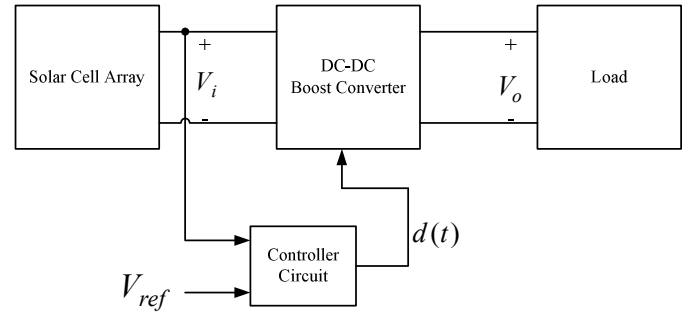 Solar Cell Array
+
V_i
-
DC-DC
Boost Converter
+
V_o
-
Load
d(t)
Controller
Circuit
V_ref